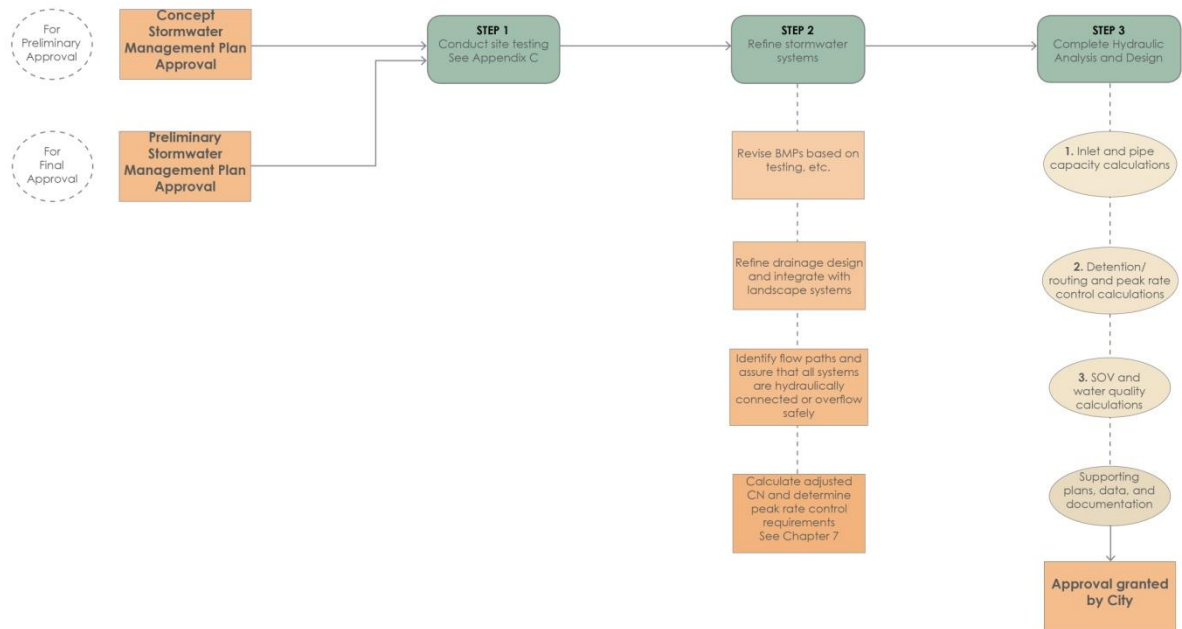 For
Preliminary
Approval
Concept
Stormwater
Management Plan
Approval
STEP 1
Conduct site testing
See Appendix C
STEP 2
Refine stormwater
systems
STEP 3
Complete Hydraulic
Analysis and Design
For
Final
Approval
Preliminary
Stormwater
Management Plan
Approval
Revise BMPs based on
testing, etc.
Refine drainage design
and integrate with
landscape systems
Identify flow paths and
assure that all systems
are hydraulically
connected or overflow
safely
Calculate adjusted
CN and determine
peak rate control
requirements
See Chapter 7
1. Inlet and pipe
capacity calculations
2. Detention/
routing and peak rate
control calculations
3. SOV and
water quality
calculations
Supporting
plans, data, and
documentation
Approval granted
by City